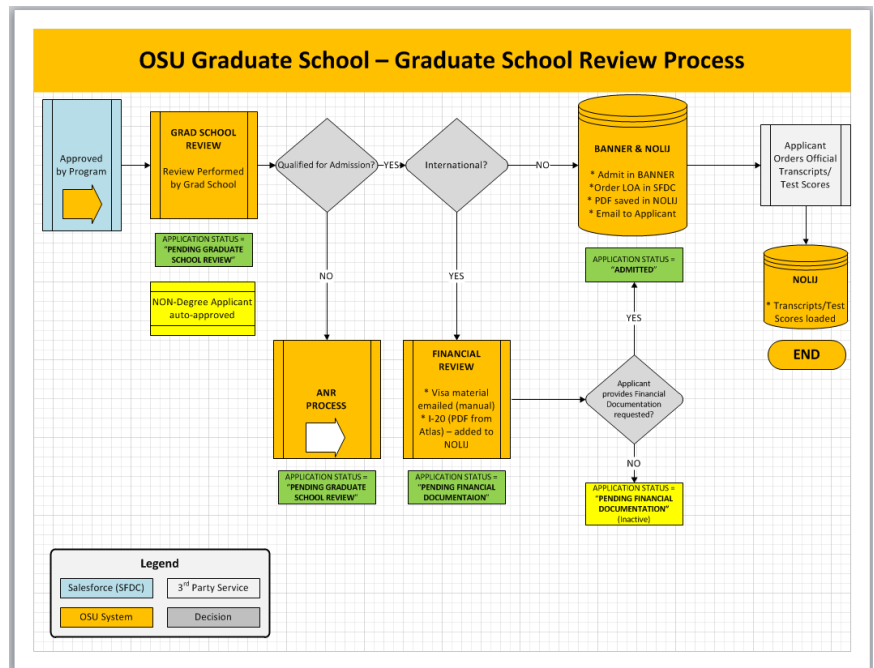 OSU Graduate School – Graduate School Review Process
Approved
by Program
GRAD SCHOOL
REVIEW
Review Performed
by Grad School
Qualified for Admission?
YES
International?
NO
BANNER & NOLIJ
* Admit in BANNER
*Order LOA in SFDC
* PDF saved in NOLIJ
* Email to Applicant
Applicant
Orders Official
Transcripts/
Test Scores
APPLICATION STATUS =
"PENDING GRADUATE
SCHOOL REVIEW"
APPLICATION STATUS =
"ADMITTED"
NON-Degree Applicant
auto-approved
NO
YES
NOLIJ
* Transcripts/Test
Scores loaded
YES
END
ANR
PROCESS
FINANCIAL
REVIEW
* Visa material
emailed (manual)
* I-20 (PDF from
Atlas) – added to
NOLIJ
Applicant
provides Financial
Documentation
requested?
NO
APPLICATION STATUS =
"PENDING GRADUATE
SCHOOL REVIEW"
APPLICATION STATUS =
"PENDING FINANCIAL
DOCUMENTAION"
APPLICATION STATUS =
"PENDING FINANCIAL
DOCUMENTATION"
(Inactive)
Legend
Salesforce (SFDC)
3rd Party Service
OSU System
Decision